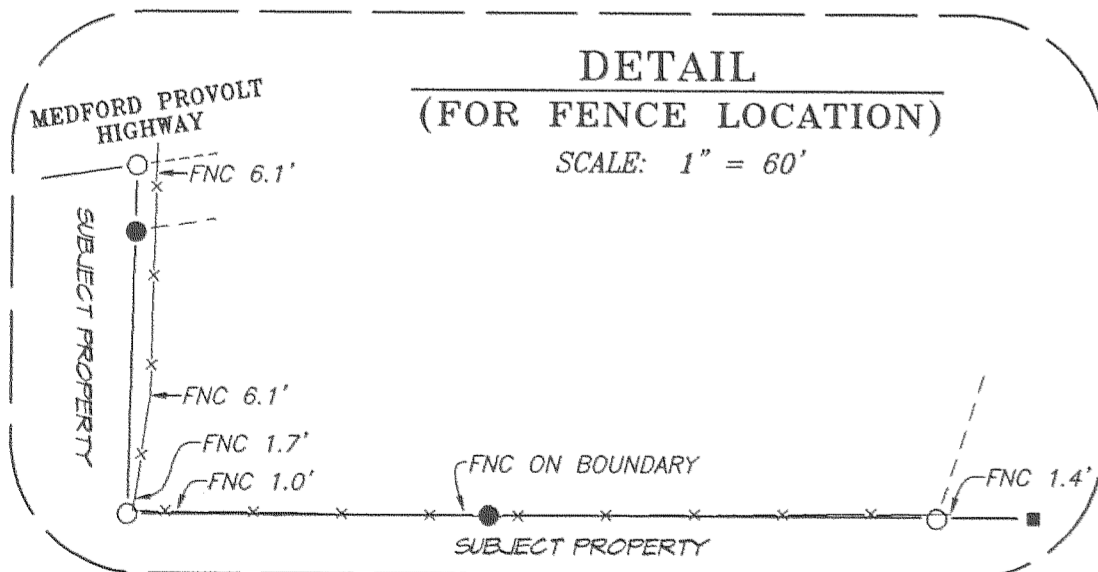 DETAIL
(FOR FENCE LOCATION)
SCALE: 1" = 60'
MEDFORD PROVOLT
HIGHWAY
FNC 6.1'
SUBJECT PROPERTY
FNC 6.1'
FNC 1.7'
FNC 1.0'
FNC ON BOUNDARY
FNC 1.4'
SUBJECT PROPERTY